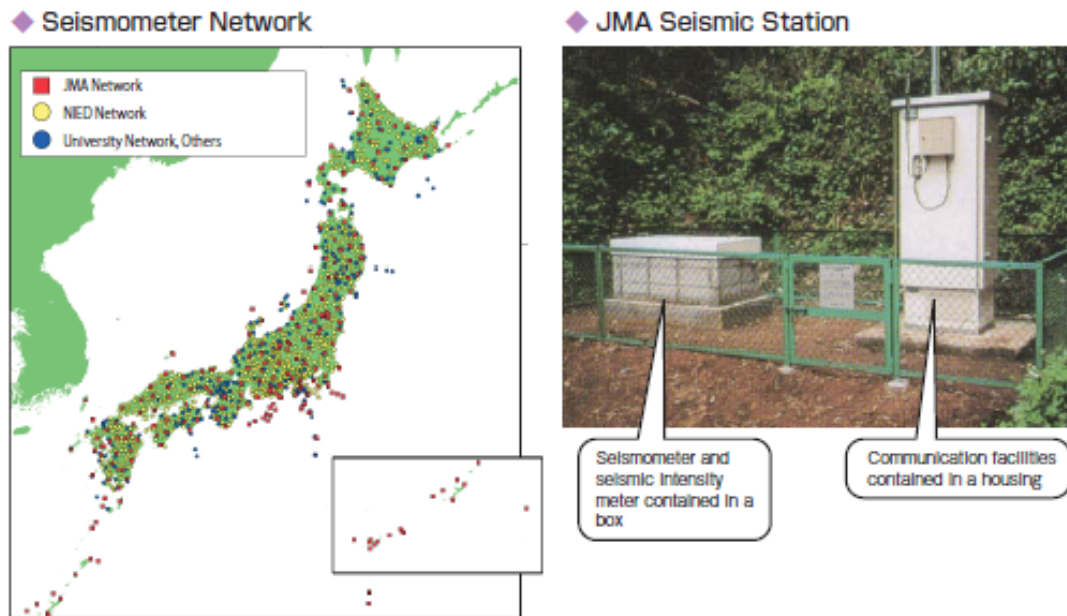 Seismometer Network
JMA Seismic Station
JMA Network
NIED Network
University Network, Others
Seismometer and
seismic intensity
meter contained in a
box
Communication facilities
contained in a housing